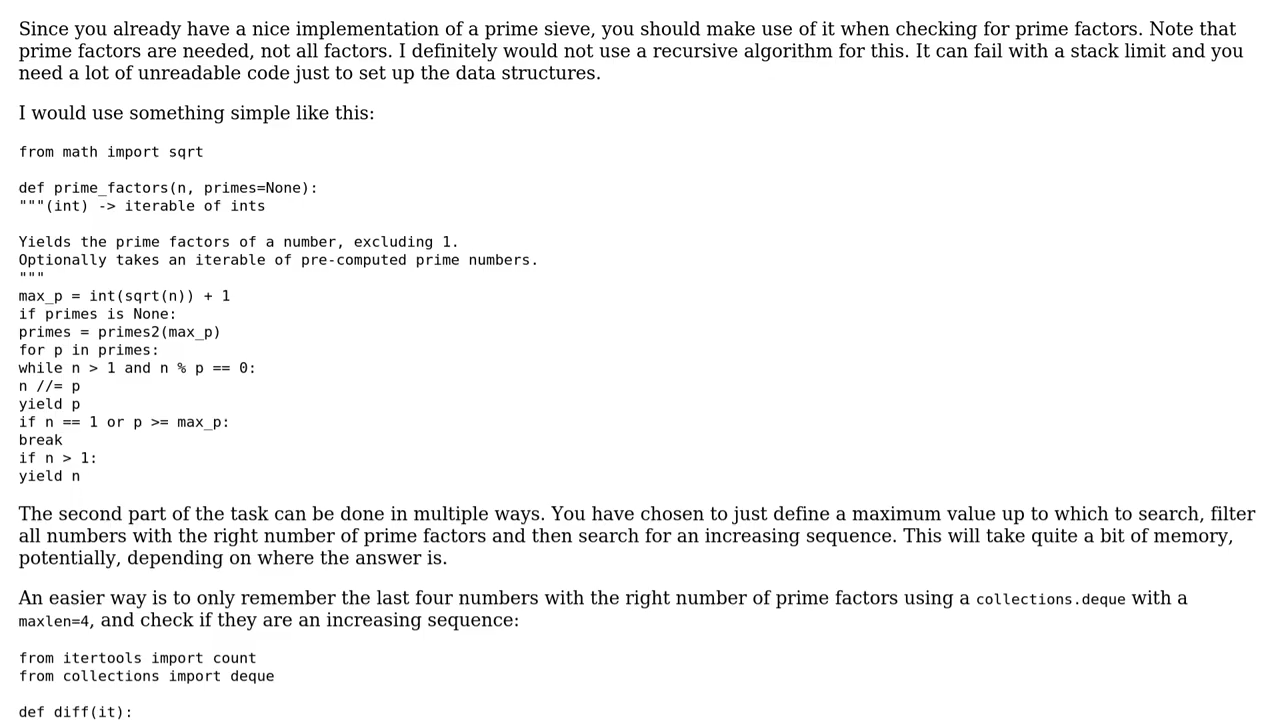 Since you already have a nice implementation of a prime sieve, you should make use of it when checking for prime factors. Note that
prime factors are needed, not all factors. I definitely would not use a recursive algorithm for this. It can fail with a stack limit and you
need a lot of unreadable code just to set up the data structures.
I would use something simple like this:
from math import sqrt
def prime_factors(n, primes=None):
"""(int) -> iterable of ints
Yields the prime factors of a number, excluding 1.
Optionally takes an iterable of pre-computed prime numbers.
"""
max_p = int(sqrt(n)) + 1
if primes is None:
primes = primes2(max_p)
for p in primes:
while n > 1 and n % p == 0:
n //= p
yield p
if n == 1 or p >= max_p:
break
if n > 1:
yield n
The second part of the task can be done in multiple ways. You have chosen to just define a maximum value up to which to search, filter
all numbers with the right number of prime factors and then search for an increasing sequence. This will take quite a bit of memory,
potentially, depending on where the answer is.
An easier way is to only remember the last four numbers with the right number of prime factors using a collections.deque with a
maxlen=4, and check if they are an increasing sequence:
from itertools import count
from collections import deque
def diff(it):